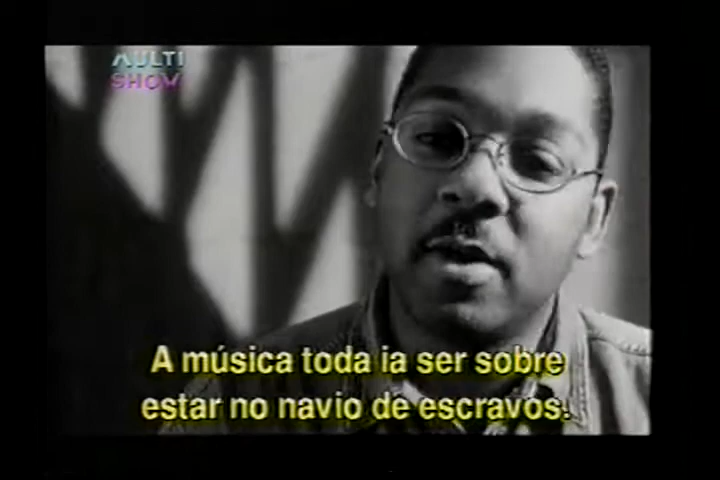 MULTI
SHOW
A música toda ia ser sobre
estar no navio de escravos.